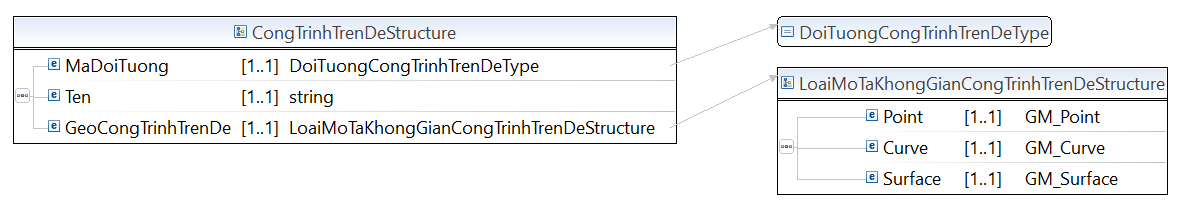 CongTrinhTrenDeStructure
MaDoiTuong [1..1] DoiTuongCongTrinhTrenDeType
Ten [1..1] string
GeoCongTrinhTrenDe [1..1] LoaiMoTaKhongGianCongTrinhTrenDeStructure
DoiTuongCongTrinhTrenDeType
LoaiMoTaKhongGianCongTrinhTrenDeStructure
Point [1..1] GM_Point
Curve [1..1] GM_Curve
Surface [1..1] GM_Surface